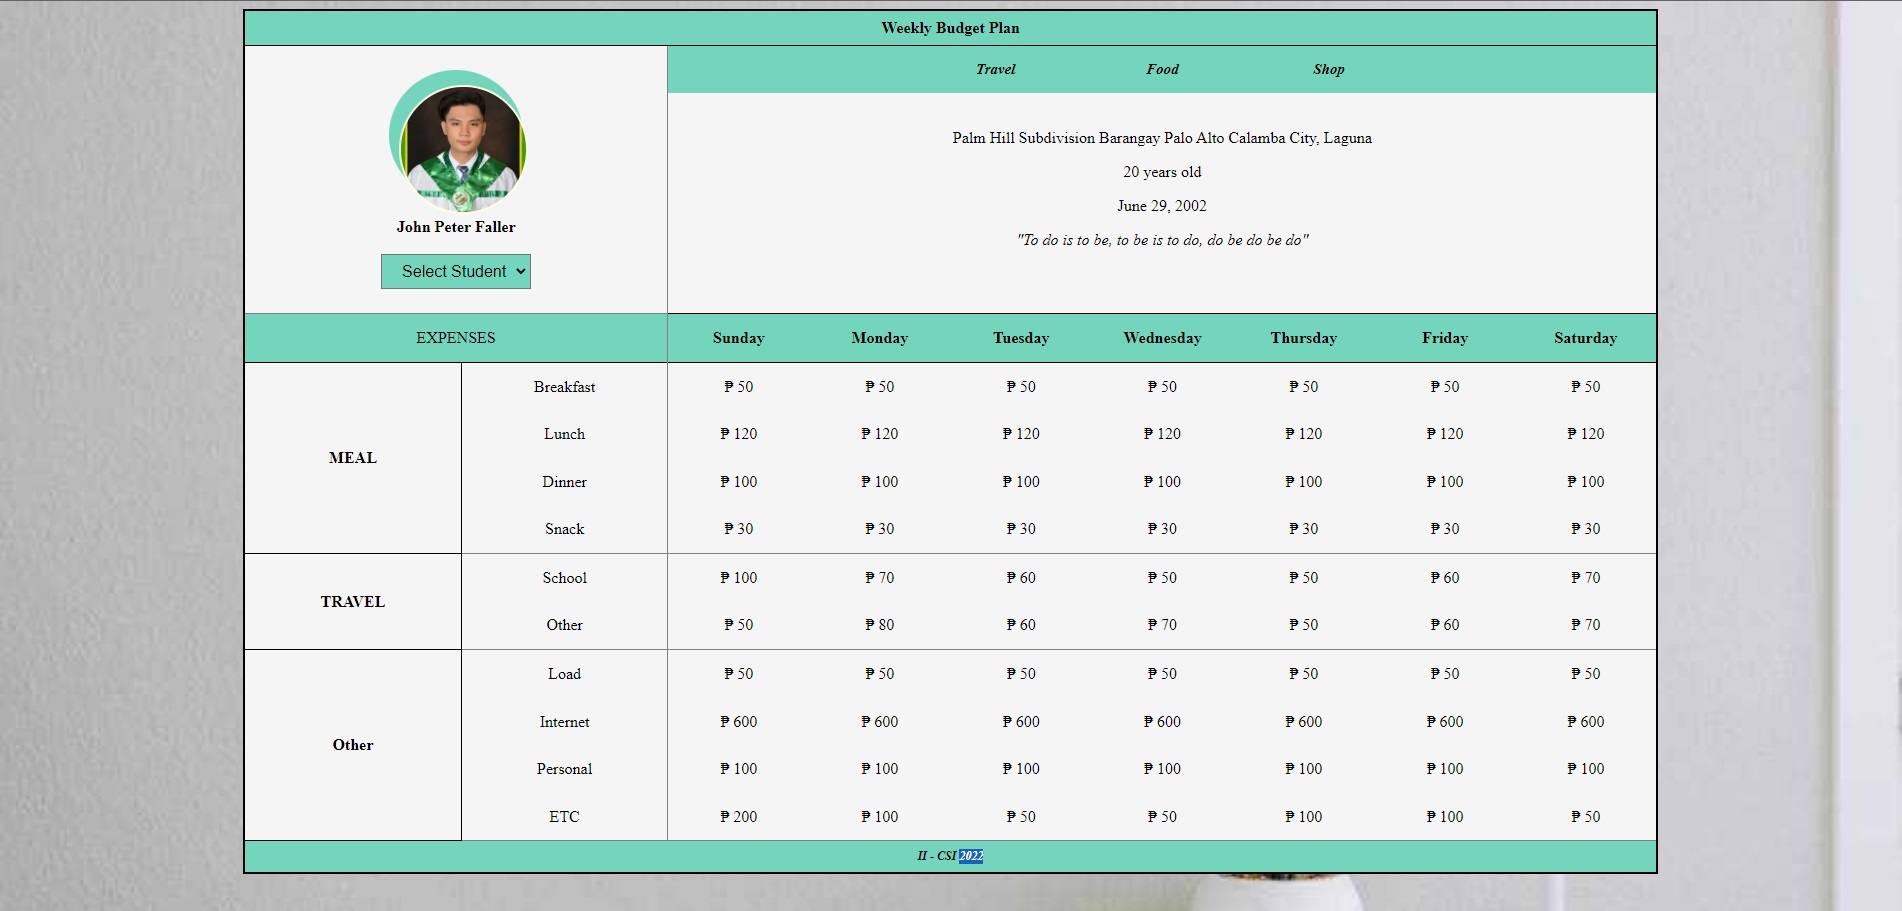 Weekly Budget Plan
Travel Food Shop
John Peter Faller
Select Student
Palm Hill Subdivision Barangay Palo Alto Calamba City, Laguna
20 years old
June 29, 2002
"To do is to be, to be is to do, do be do be do"
EXPENSES Sunday Monday Tuesday Wednesday Thursday Friday Saturday
MEAL
Breakfast ₱ 50 ₱ 50 ₱ 50 ₱ 50 ₱ 50 ₱ 50 ₱ 50
Lunch ₱ 120 ₱ 120 ₱ 120 ₱ 120 ₱ 120 ₱ 120 ₱ 120
Dinner ₱ 100 ₱ 100 ₱ 100 ₱ 100 ₱ 100 ₱ 100 ₱ 100
Snack ₱ 30 ₱ 30 ₱ 30 ₱ 30 ₱ 30 ₱ 30 ₱ 30
TRAVEL
School ₱ 100 ₱ 70 ₱ 60 ₱ 50 ₱ 50 ₱ 60 ₱ 70
Other ₱ 50 ₱ 80 ₱ 60 ₱ 70 ₱ 50 ₱ 60 ₱ 70
Other
Load ₱ 50 ₱ 50 ₱ 50 ₱ 50 ₱ 50 ₱ 50 ₱ 50
Internet ₱ 600 ₱ 600 ₱ 600 ₱ 600 ₱ 600 ₱ 600 ₱ 600
Personal ₱ 100 ₱ 100 ₱ 100 ₱ 100 ₱ 100 ₱ 100 ₱ 100
ETC ₱ 200 ₱ 100 ₱ 50 ₱ 50 ₱ 100 ₱ 100 ₱ 50
II - CSI 2022